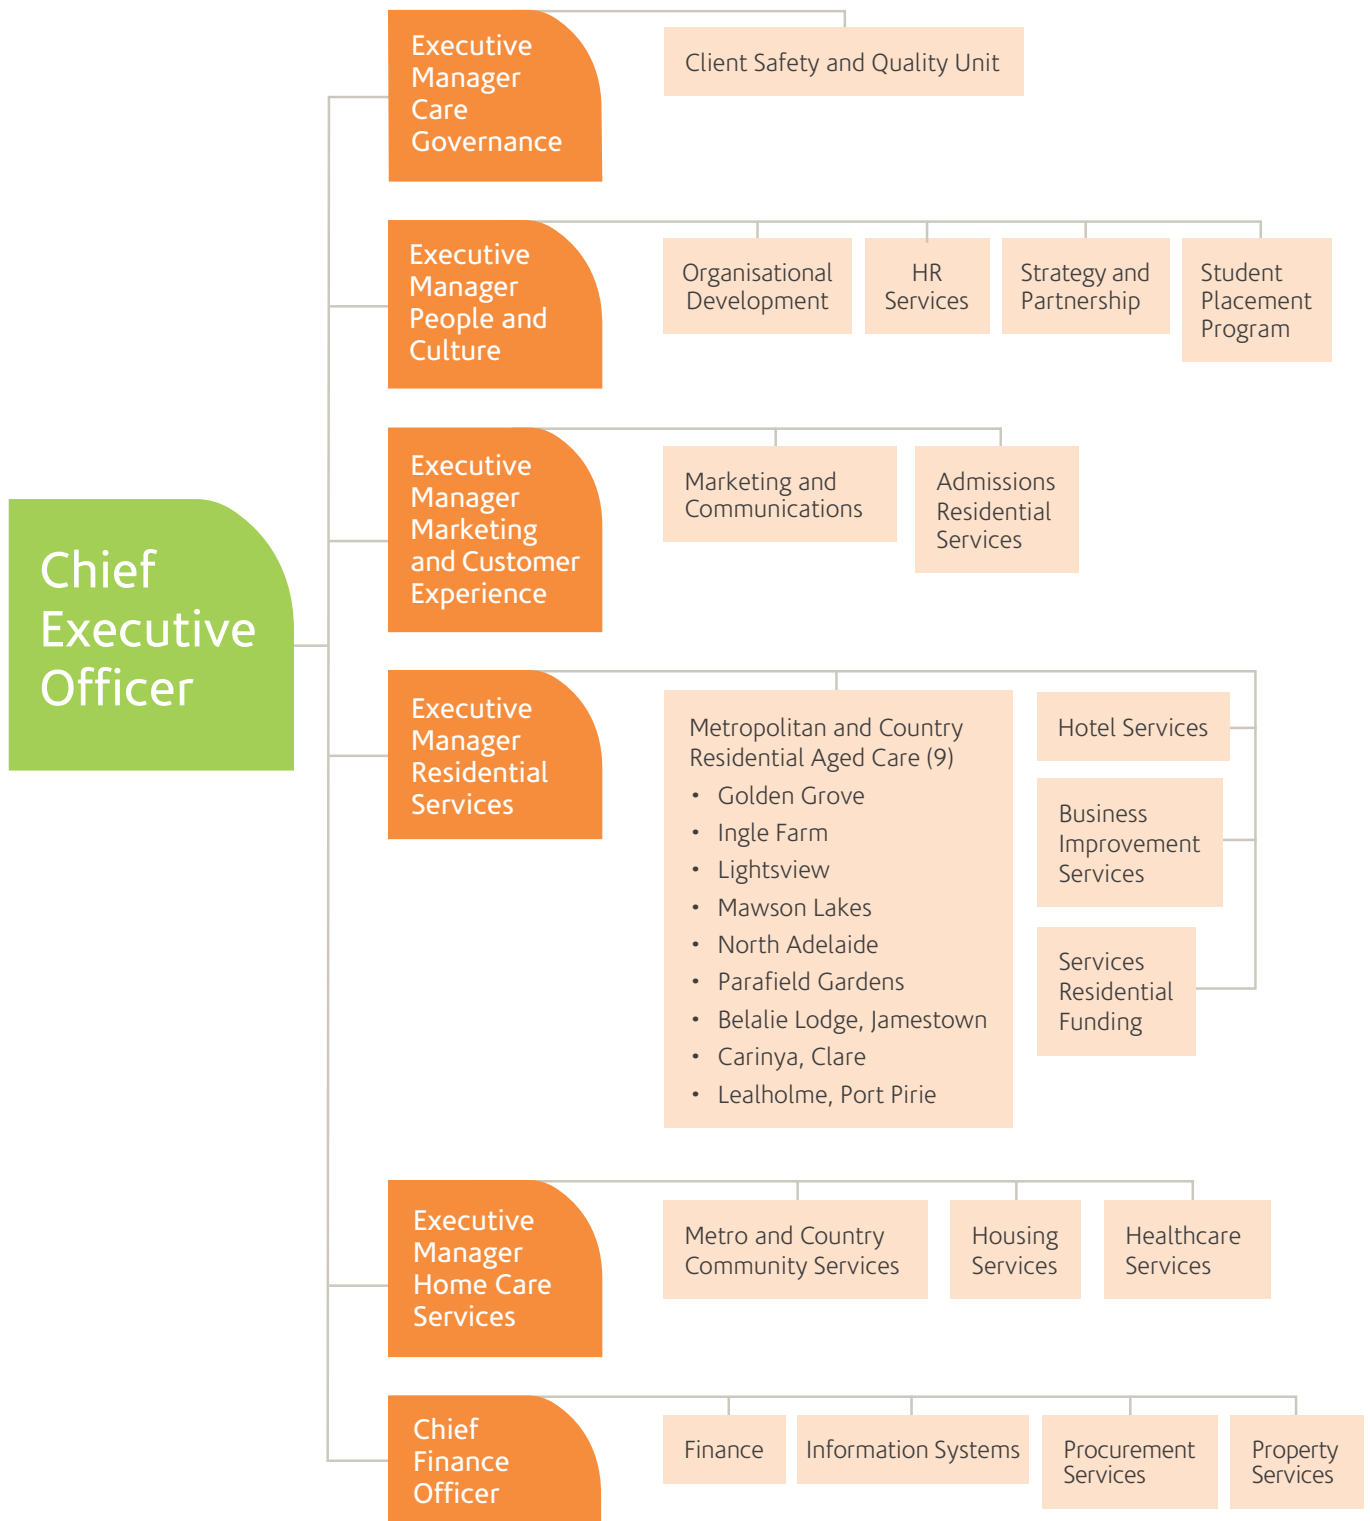 Chief
Executive
Officer
Executive
Manager
Care
Governance
Client Safety and Quality Unit
Executive
Manager
People and
Culture
Organisational
Development
HR
Services
Strategy and
Partnership
Student
Placement
Program
Executive
Manager
Marketing
and Customer
Experience
Marketing and
Communications
Admissions
Residential
Services
Executive
Manager
Residential
Services
Metropolitan and Country
Residential Aged Care (9)
• Golden Grove
• Ingle Farm
• Lightsview
• Mawson Lakes
• North Adelaide
• Parafield Gardens
• Belalie Lodge, Jamestown
• Carinya, Clare
• Lealholme, Port Pirie
Hotel Services
Business
Improvement
Services
Services
Residential
Funding
Executive
Manager
Home Care
Services
Metro and Country
Community Services
Housing
Services
Healthcare
Services
Chief
Finance
Officer
Finance
Information Systems
Procurement
Services
Property
Services